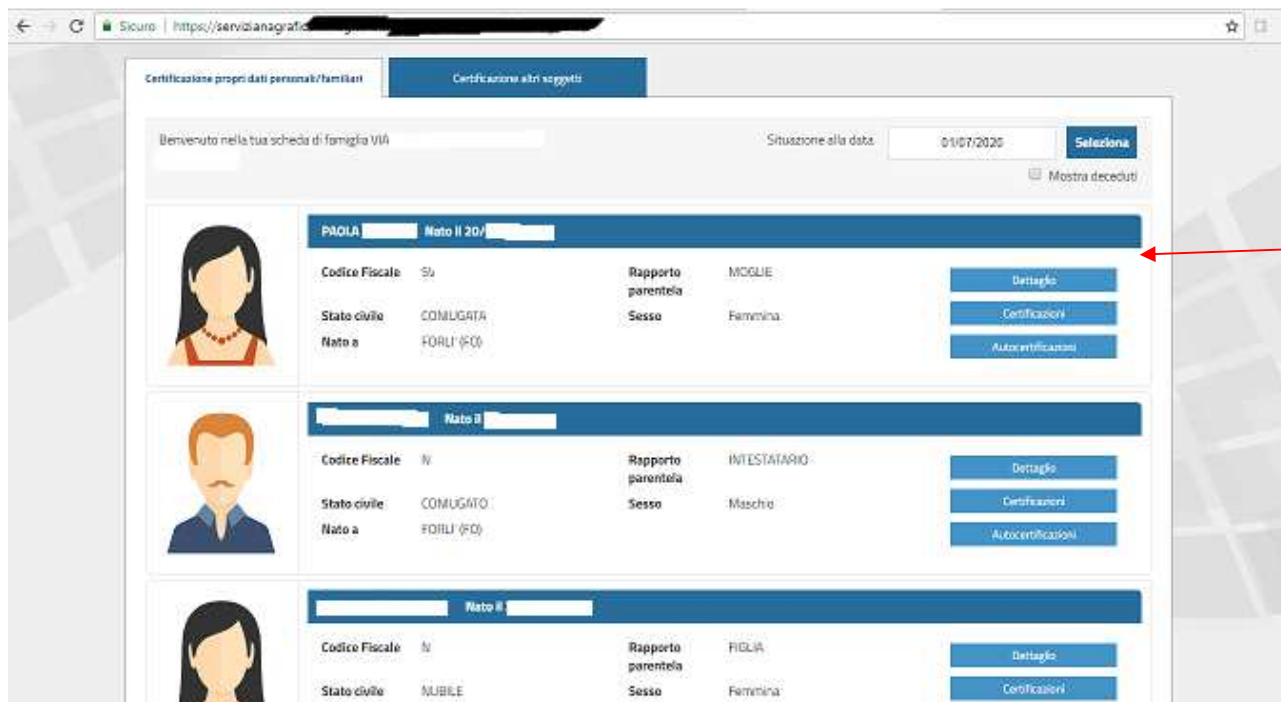 Sicuro | https://servizianagrafic
Certificazione propri dati personali/familiari
Certificazione altri soggetti
Benvenuto nella tua scheda di famiglia VIA
Situazione alla data
01/07/2020
Seleziona
Mostra deceduti
PAOLA Nato il 20/
Codice Fiscale
Rapporto parentela MOGLIE
Dettaglio
Stato civile CONIUGATA
Sesso Femmina
Certificazioni
Nato a FORLI' (FO)
Autocertificazioni
Nato il
Codice Fiscale N
Rapporto parentela INTESTATARIO
Dettaglio
Stato civile CONIUGATO
Sesso Maschio
Certificazioni
Nato a FORLI' (FO)
Autocertificazioni
Nato il
Codice Fiscale N
Rapporto parentela FIGLIA
Dettaglio
Stato civile NUBILE
Sesso Femmina
Certificazioni